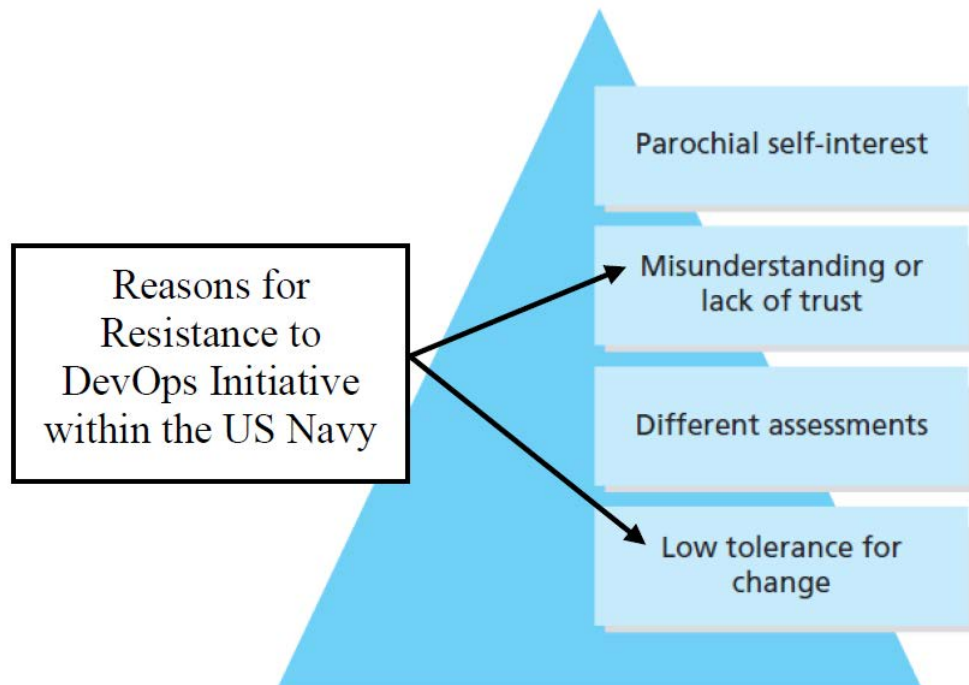 Reasons for
Resistance to
DevOps Initiative
within the US Navy
Parochial self-interest
Misunderstanding or
lack of trust
Different assessments
Low tolerance for
change